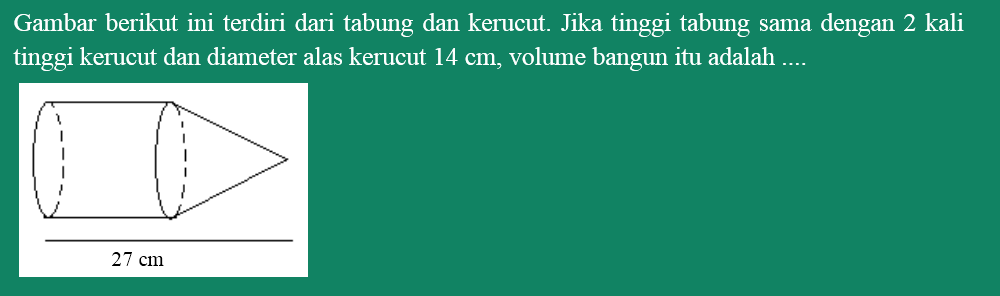 Gambar berikut ini terdiri dari tabung dan kerucut. Jika tinggi tabung sama dengan 2 kali
tinggi kerucut dan diameter alas kerucut 14 cm, volume bangun itu adalah ....
27 cm